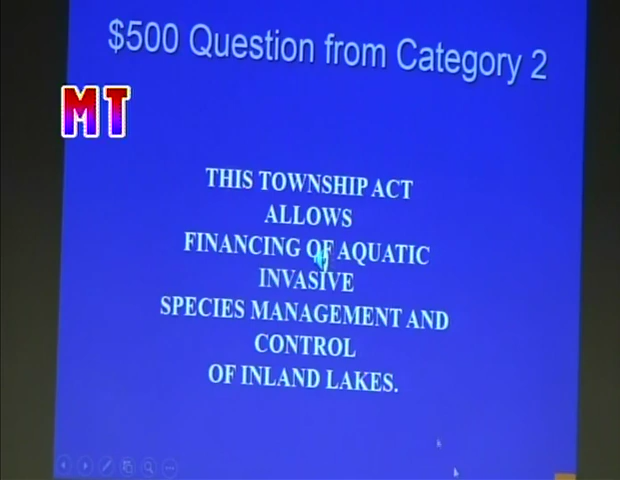 $500 Question from Category 2
MT
THIS TOWNSHIP ACT
ALLOWS
FINANCING OF AQUATIC
INVASIVE
SPECIES MANAGEMENT AND
CONTROL
OF INLAND LAKES.